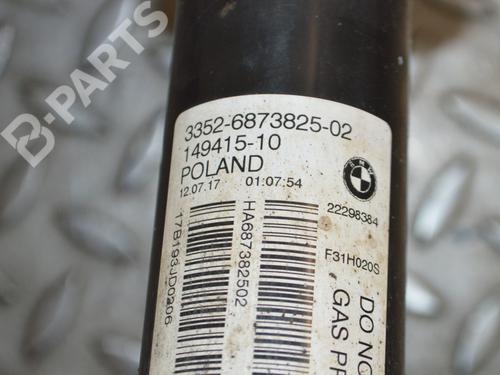 B-PARTS
3352-6873825-02
149415-10
POLAND
12.07.17 01:07:54
22298384
F31H020S
HA687382502
17B193JD0206
DO NO
GAS PR